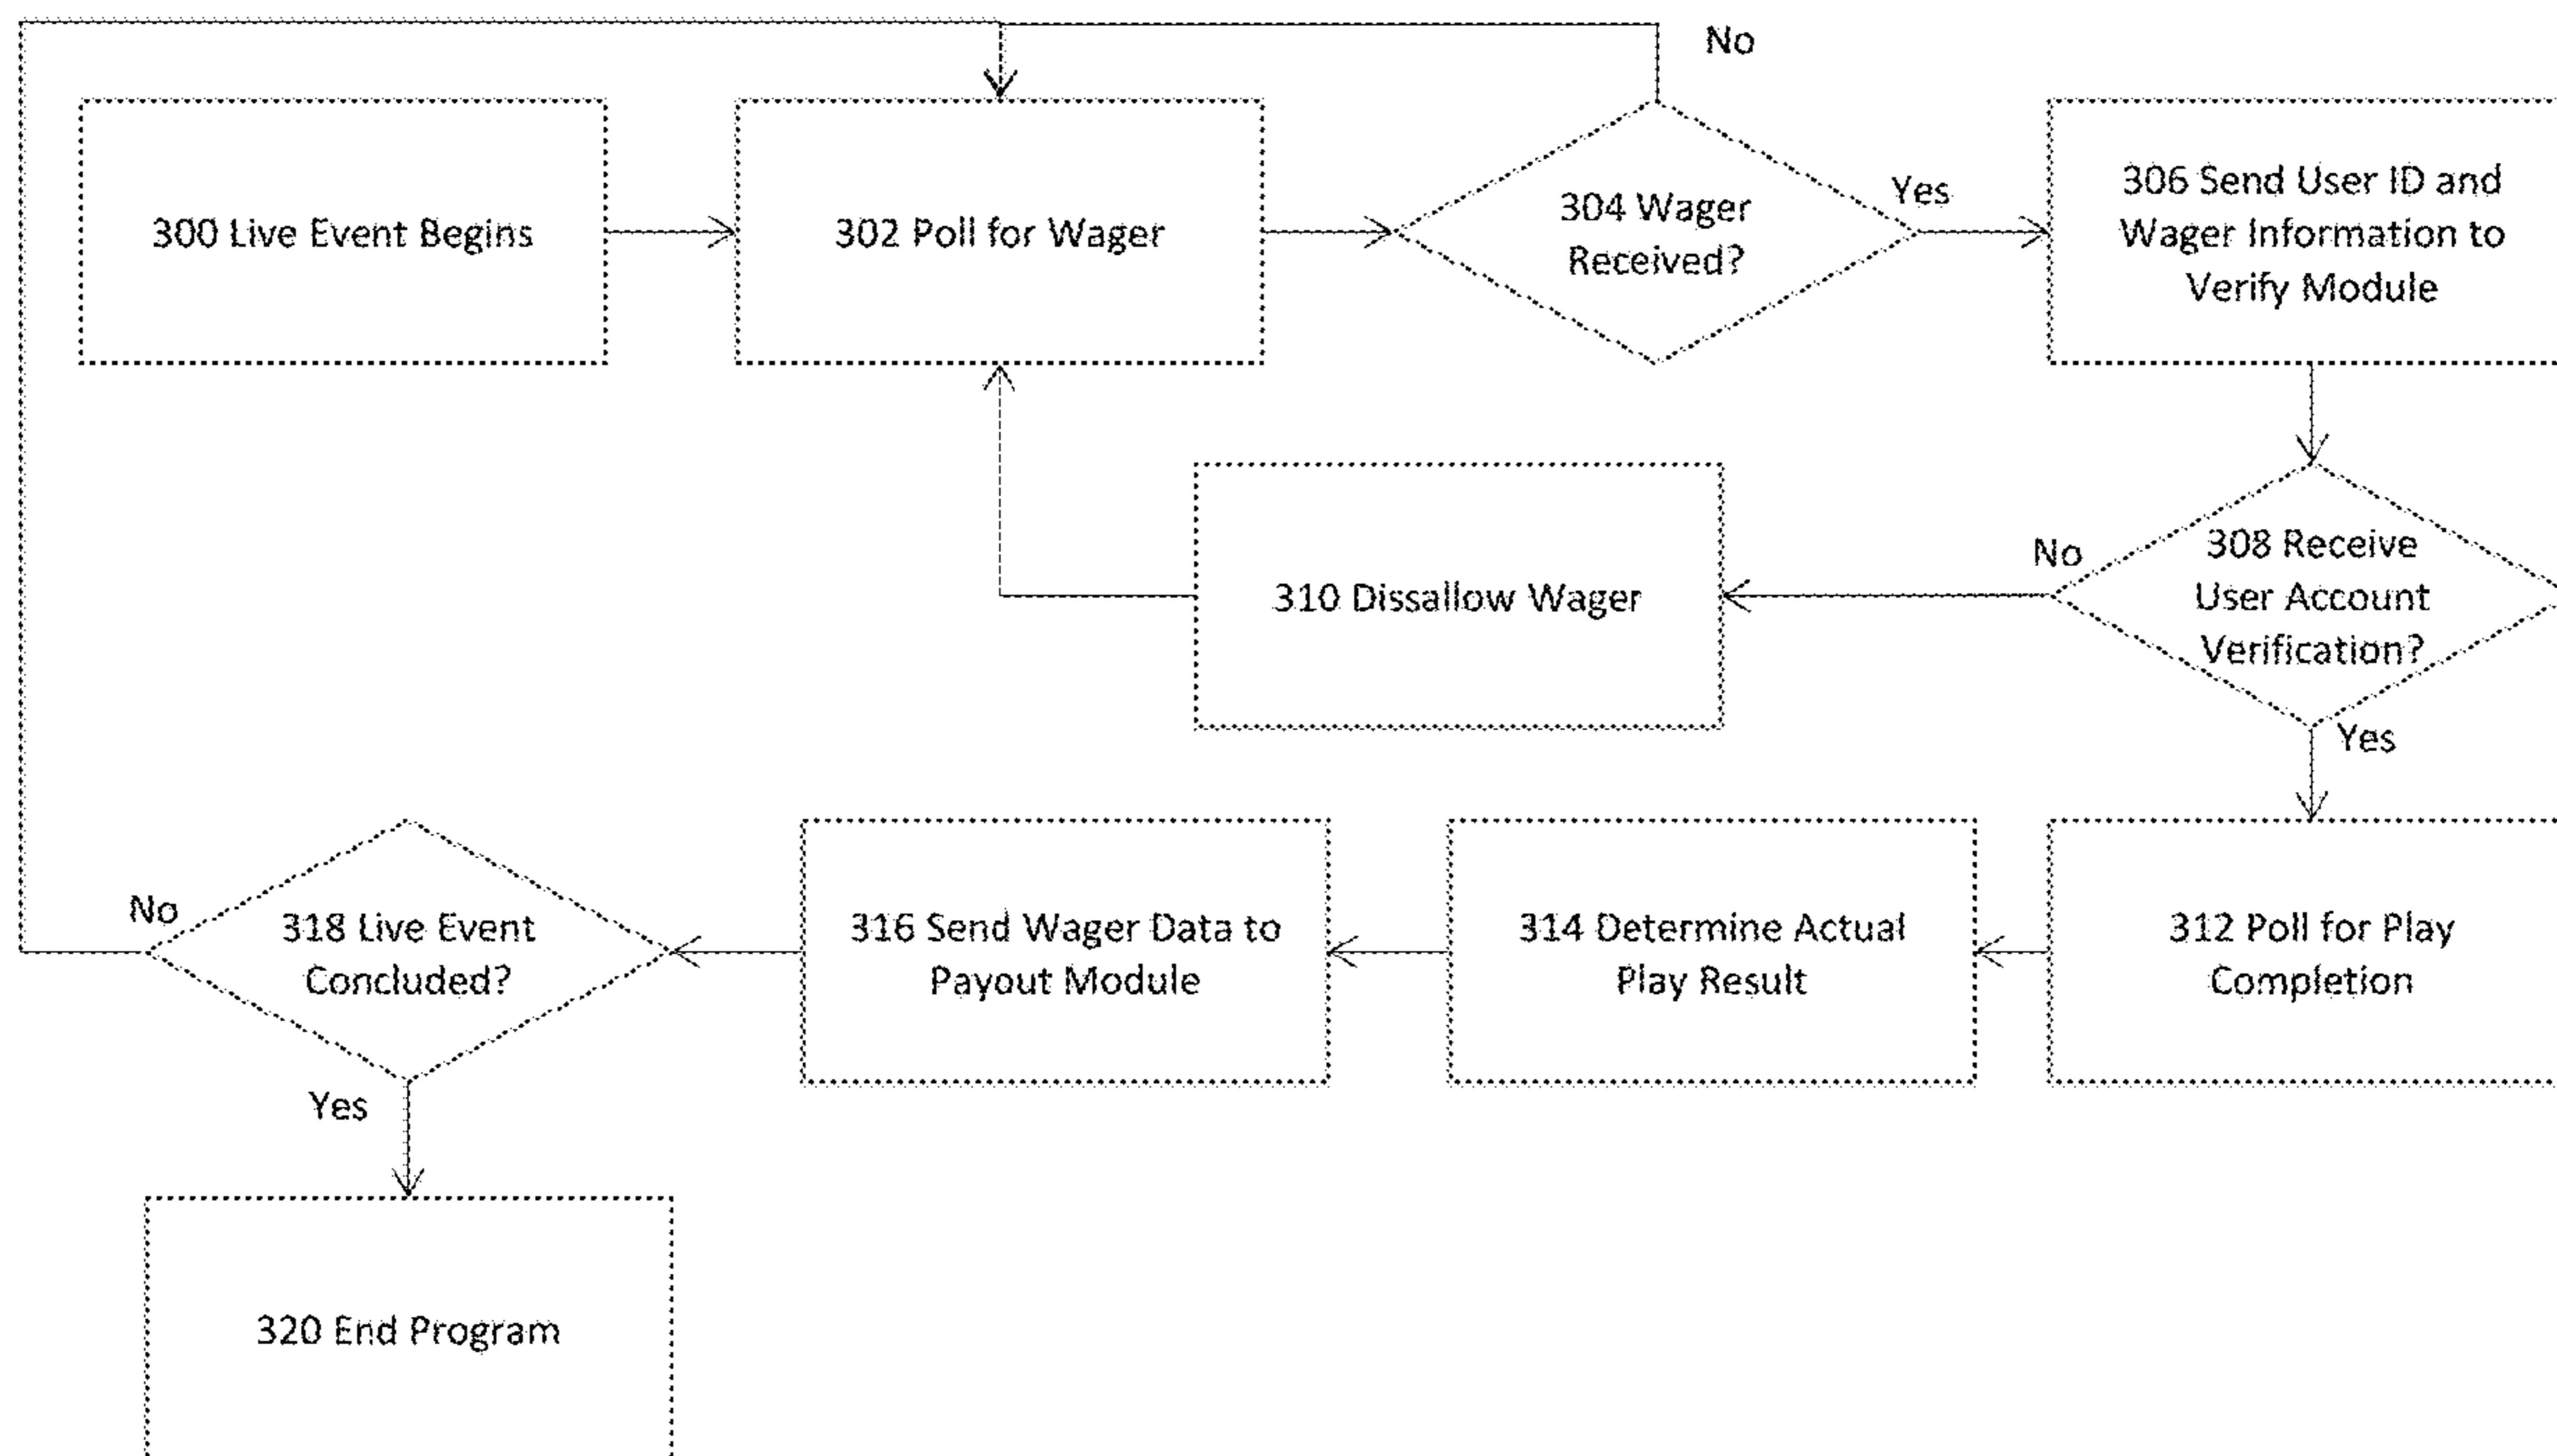 No
300 Live Event Begins
302 Poll for Wager
304 Wager
Received?
Yes
306 Send User ID and
Wager Information to
Verify Module
310 Dissallow Wager
No
308 Receive
User Account
Verification?
Yes
No
318 Live Event
Concluded?
316 Send Wager Data to
Payout Module
314 Determine Actual
Play Result
312 Poll for Play
Completion
Yes
320 End Program